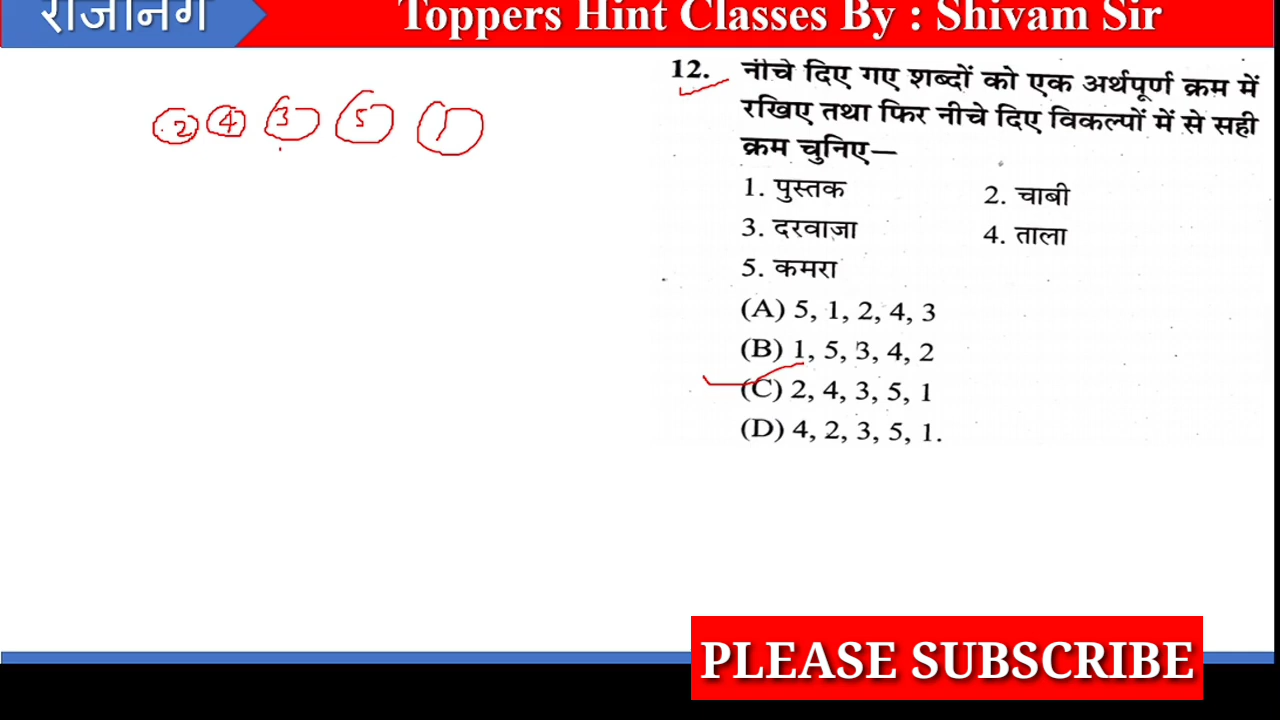 रीजनिंग
Toppers Hint Classes By : Shivam Sir
2 4 3 5 1
12. नीचे दिए गए शब्दों को एक अर्थपूर्ण क्रम में
रखिए तथा फिर नीचे दिए विकल्पों में से सही
क्रम चुनिए—
1. पुस्तक 2. चाबी
3. दरवाज़ा 4. ताला
5. कमरा
(A) 5, 1, 2, 4, 3
(B) 1, 5, 3, 4, 2
(C) 2, 4, 3, 5, 1
(D) 4, 2, 3, 5, 1.
PLEASE SUBSCRIBE